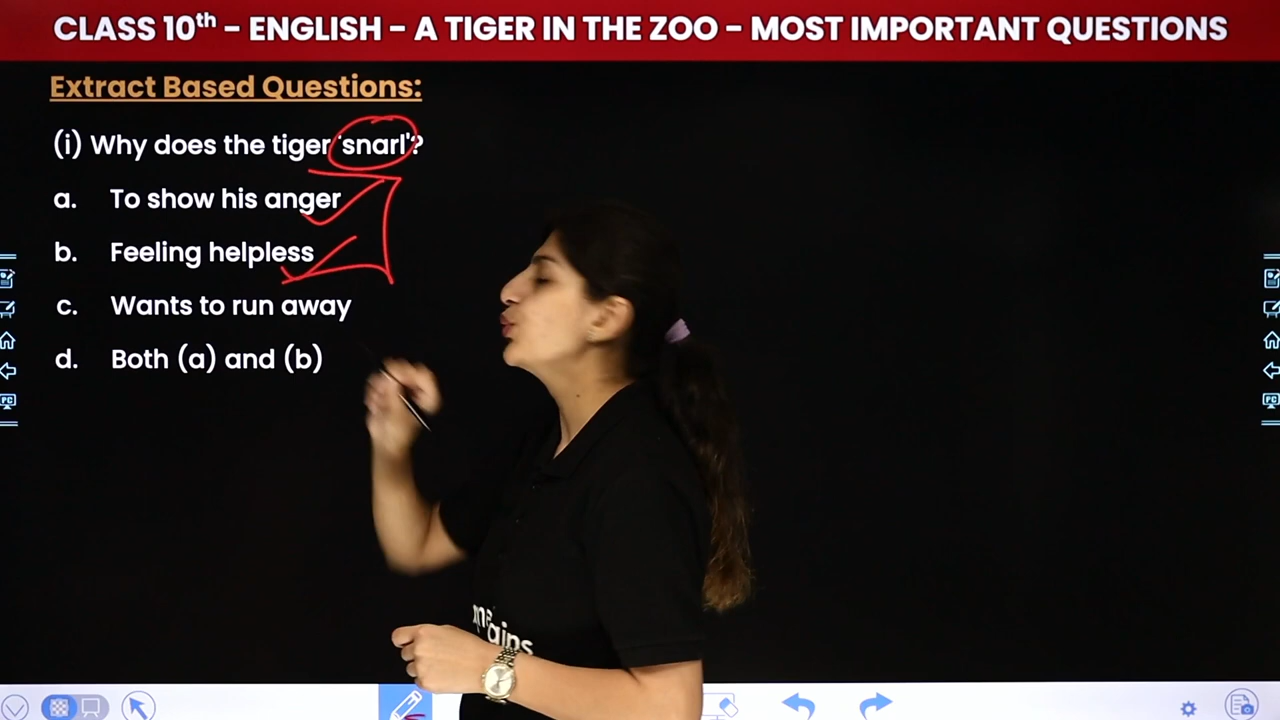 CLASS 10th - ENGLISH - A TIGER IN THE ZOO - MOST IMPORTANT QUESTIONS
Extract Based Questions:
(i) Why does the tiger 'snarl'?
a. To show his anger
b. Feeling helpless
c. Wants to run away
d. Both (a) and (b)